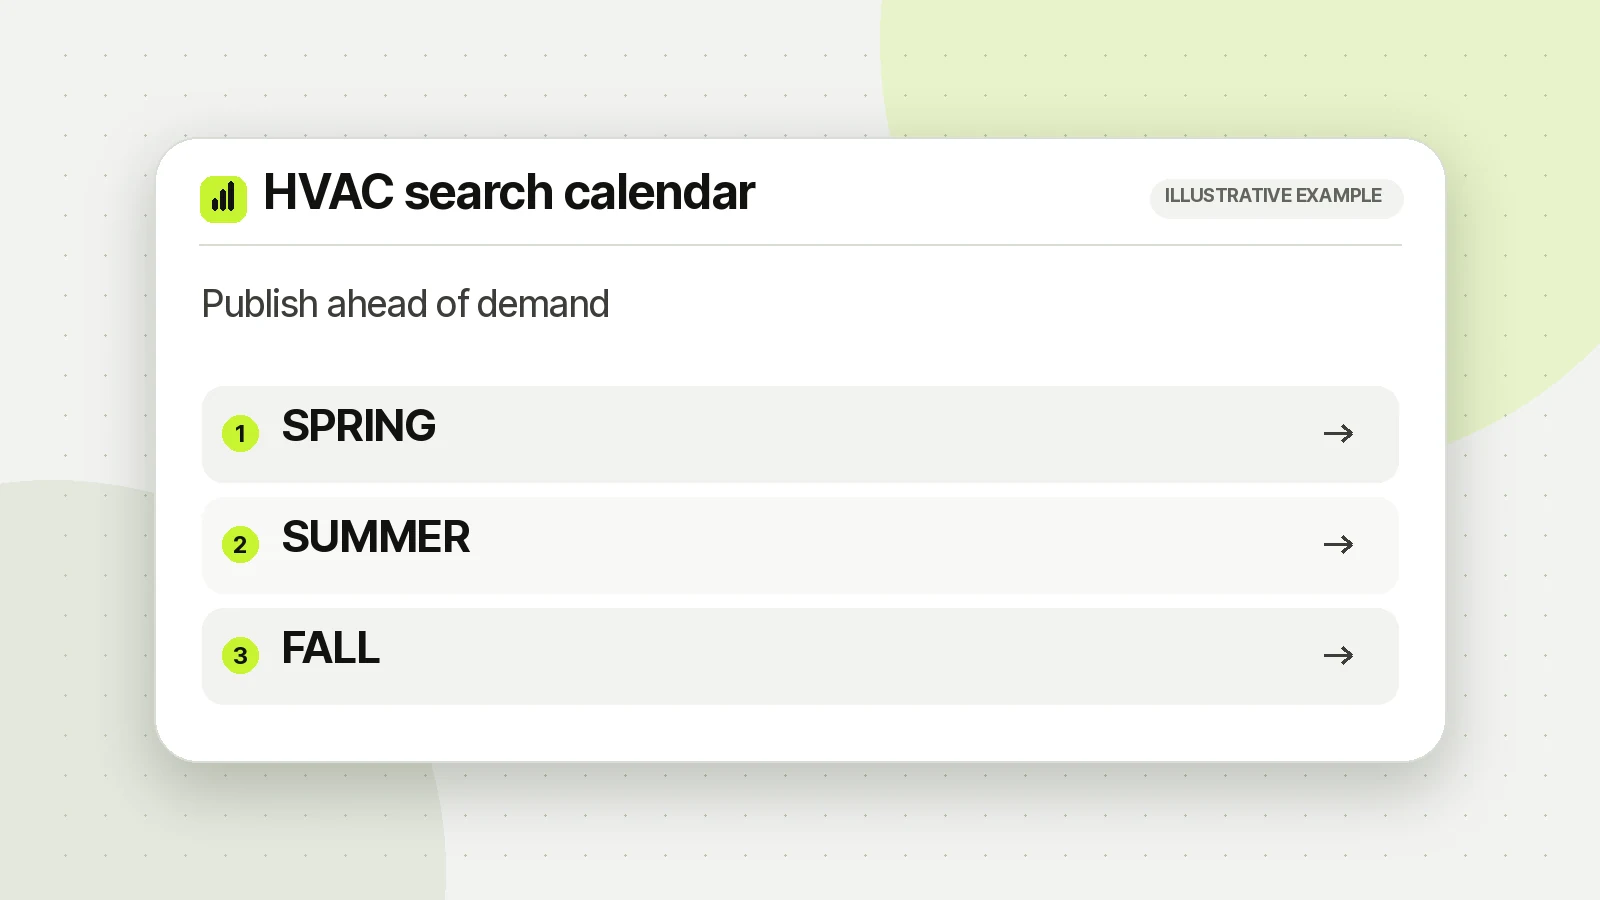 HVAC search calendar
ILLUSTRATIVE EXAMPLE
Publish ahead of demand
1 SPRING →
2 SUMMER →
3 FALL →